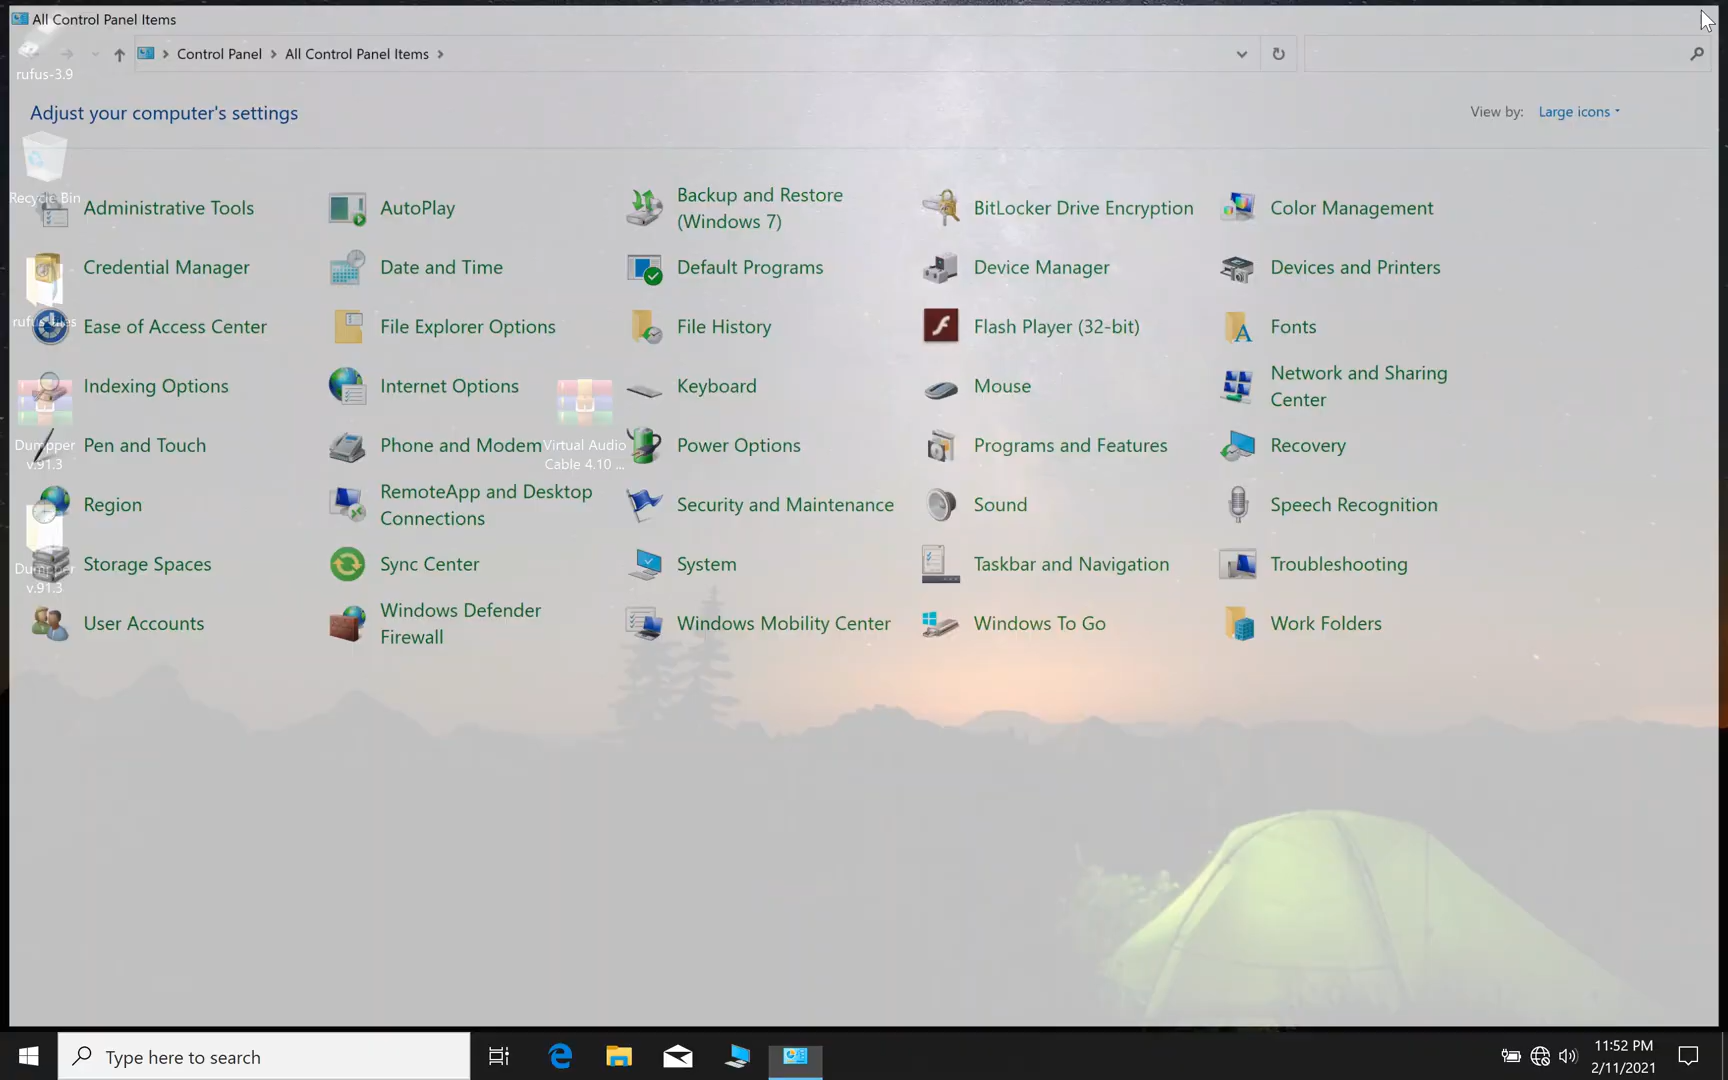 All Control Panel Items
Control Panel
All Control Panel Items
rufus-3.9
Adjust your computer's settings
View by:
Large icons
Recycle Bin
Administrative Tools
AutoPlay
Backup and Restore
(Windows 7)
BitLocker Drive Encryption
Color Management
Credential Manager
Date and Time
Default Programs
Device Manager
Devices and Printers
Ease of Access Center
File Explorer Options
File History
Flash Player (32-bit)
Fonts
Indexing Options
Internet Options
Keyboard
Mouse
Network and Sharing
Center
Dumpper
v.91.3
Pen and Touch
Phone and Modem
Virtual Audio
Cable 4.10 ...
Power Options
Programs and Features
Recovery
Region
RemoteApp and Desktop
Connections
Security and Maintenance
Sound
Speech Recognition
Dumpper
v.91.3
Storage Spaces
Sync Center
System
Taskbar and Navigation
Troubleshooting
User Accounts
Windows Defender
Firewall
Windows Mobility Center
Windows To Go
Work Folders
Type here to search
11:52 PM
2/11/2021